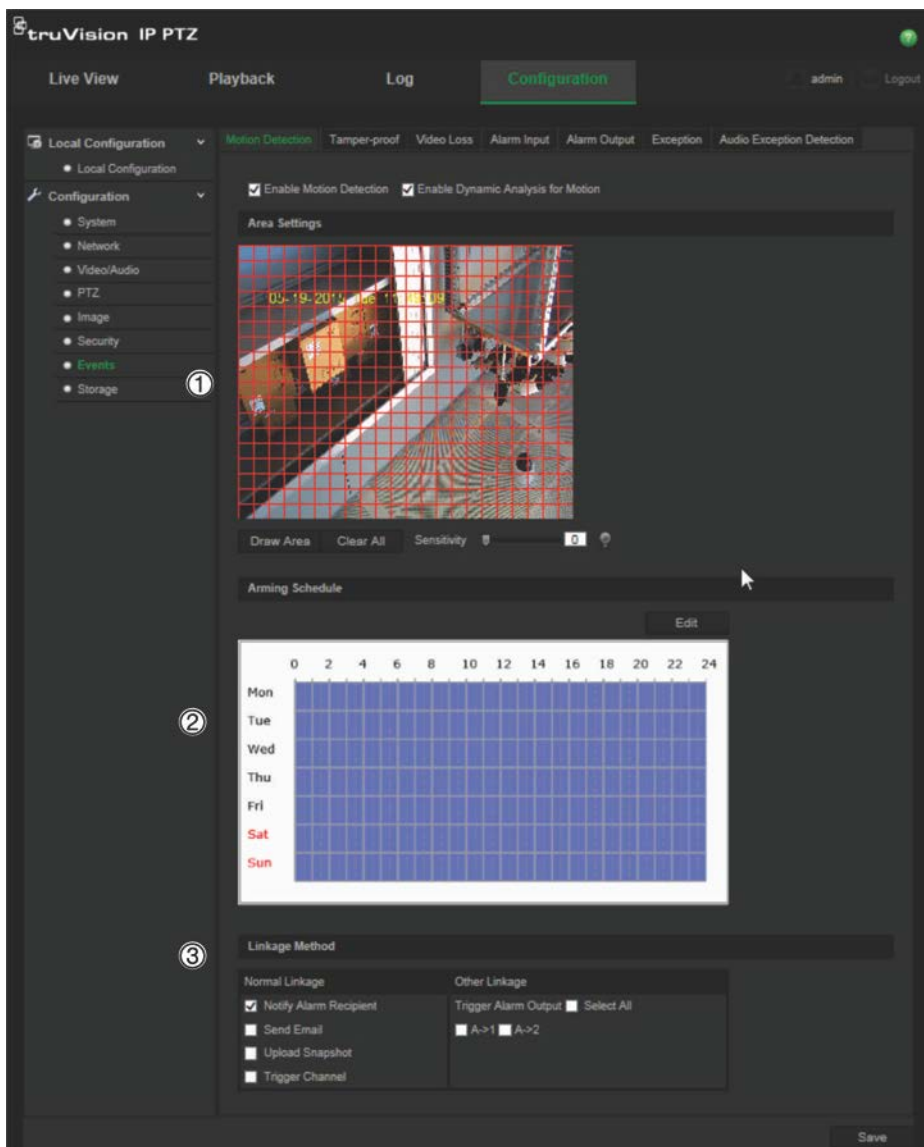 truVision IP PTZ
?
Live View Playback Log Configuration admin Logout
Local Configuration
Local Configuration
Configuration
System
Network
Video/Audio
PTZ
Image
Security
Events
Storage
①
Motion Detection Tamper-proof Video Loss Alarm Input Alarm Output Exception Audio Exception Detection
Enable Motion Detection Enable Dynamic Analysis for Motion
Area Settings
05-19-2015 Tue 11
Draw Area Clear All Sensitivity 0
Arming Schedule
Edit
0 2 4 6 8 10 12 14 16 18 20 22 24
Mon
②
Tue
Wed
Thu
Fri
Sat
Sun
③
Linkage Method
Normal Linkage Other Linkage
Notify Alarm Recipient Trigger Alarm Output Select All
Send Email A->1 A->2
Upload Snapshot
Trigger Channel
Save